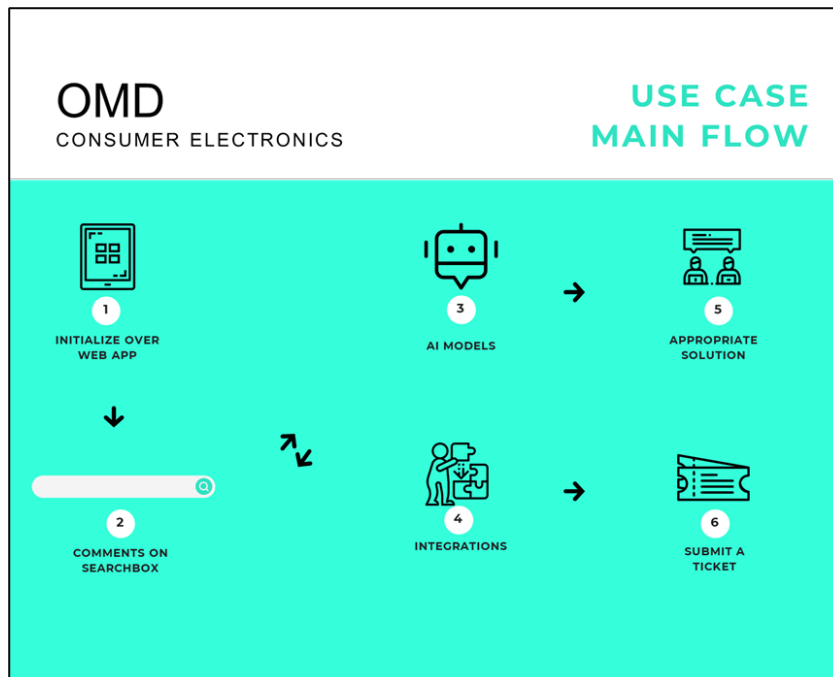 OMD
CONSUMER ELECTRONICS
USE CASE
MAIN FLOW
1
INITIALIZE OVER
WEB APP
2
COMMENTS ON
SEARCHBOX
3
AI MODELS
4
INTEGRATIONS
5
APPROPRIATE
SOLUTION
6
SUBMIT A
TICKET